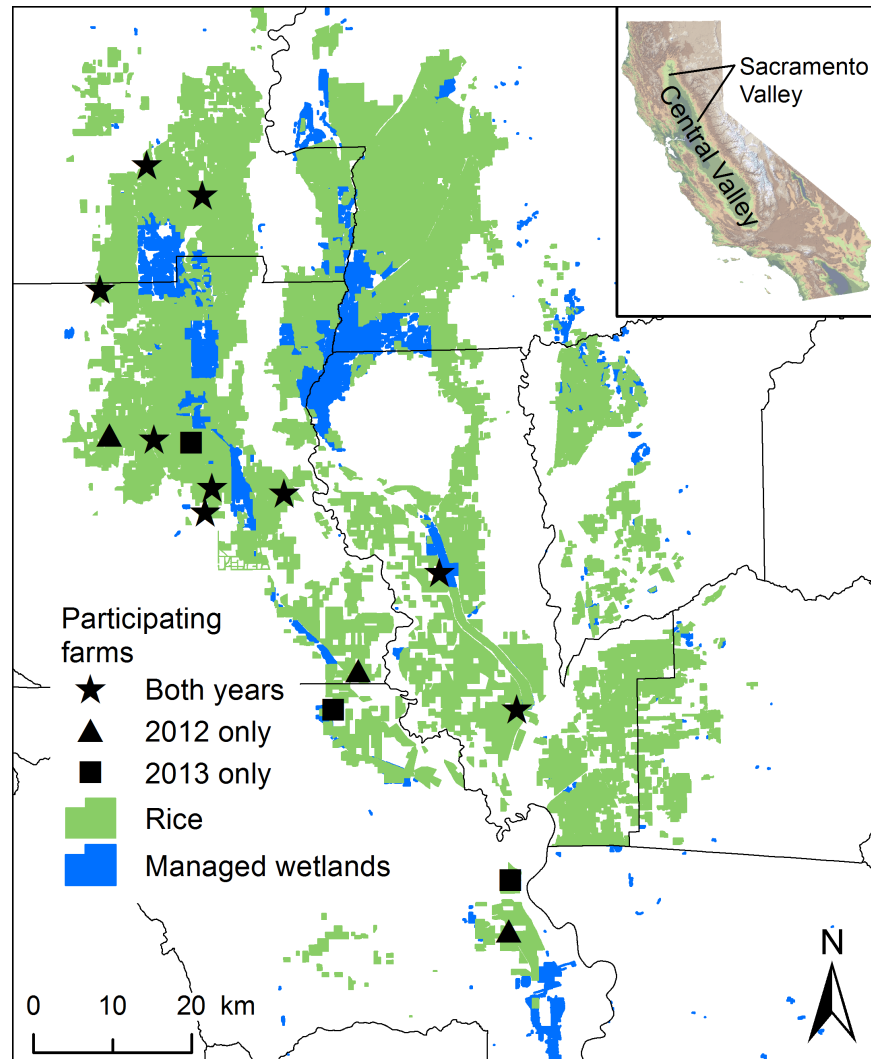 Sacramento
Valley
Central Valley
Participating
farms
Both years
2012 only
2013 only
Rice
Managed wetlands
N
0 10 20 km